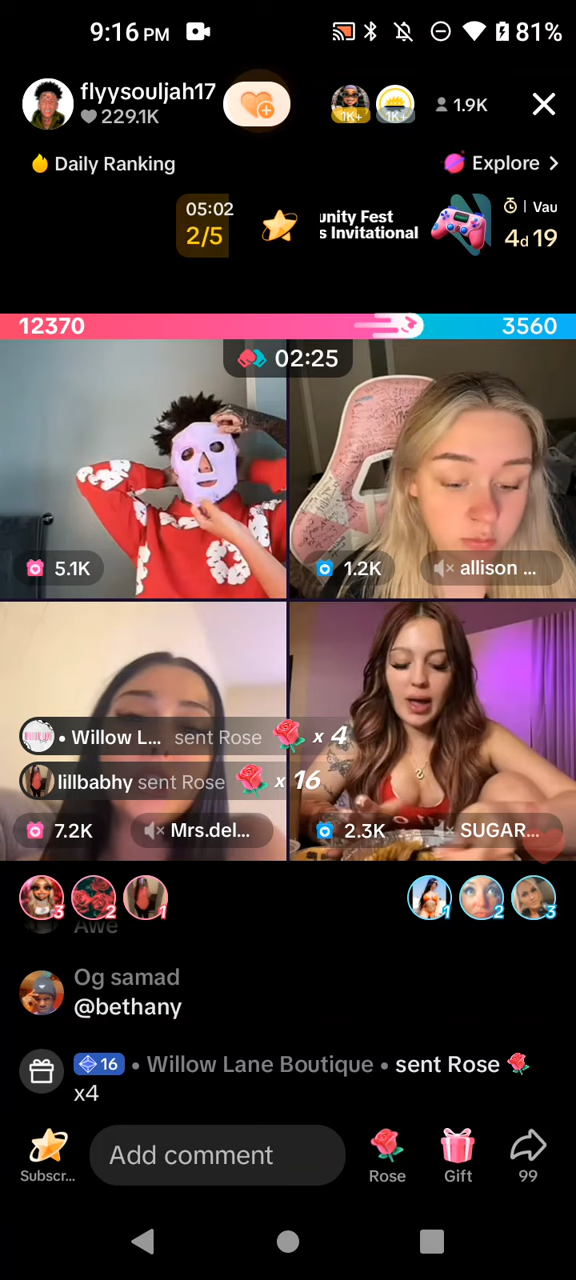 9:16 PM
81%
flyysouljah17
229.1K
1K+
1K+
1.9K
Daily Ranking
Explore
05:02
2/5
unity Fest
s Invitational
Vau
4d 19
12370
3560
02:25
5.1K
1.2K
allison ...
• Willow L... sent Rose x 4
lillbabhy sent Rose x 16
7.2K
Mrs.del...
2.3K
SUGAR...
3
2
1
1
2
3
Awe
Og samad
@bethany
16 • Willow Lane Boutique • sent Rose
x4
Add comment
Subscr...
Rose
Gift
99